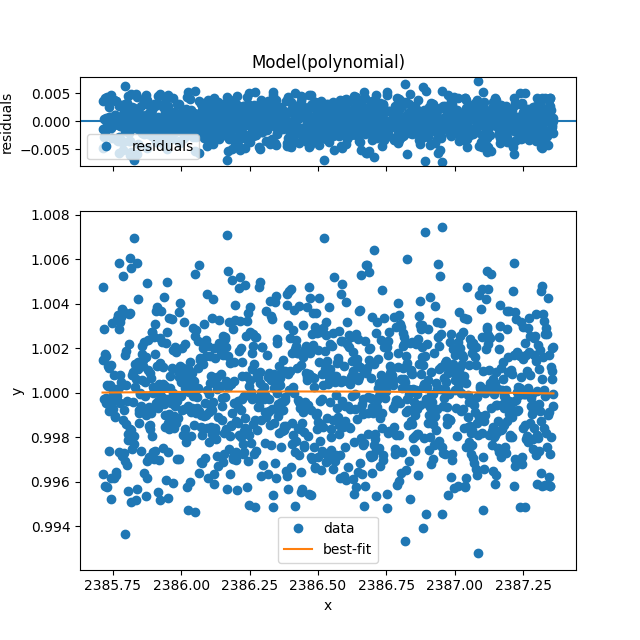 Model(polynomial)
residuals
0.005
0.000
−0.005
residuals
y
1.008
1.006
1.004
1.002
1.000
0.998
0.996
0.994
data
best-fit
2385.75 2386.00 2386.25 2386.50 2386.75 2387.00 2387.25
x